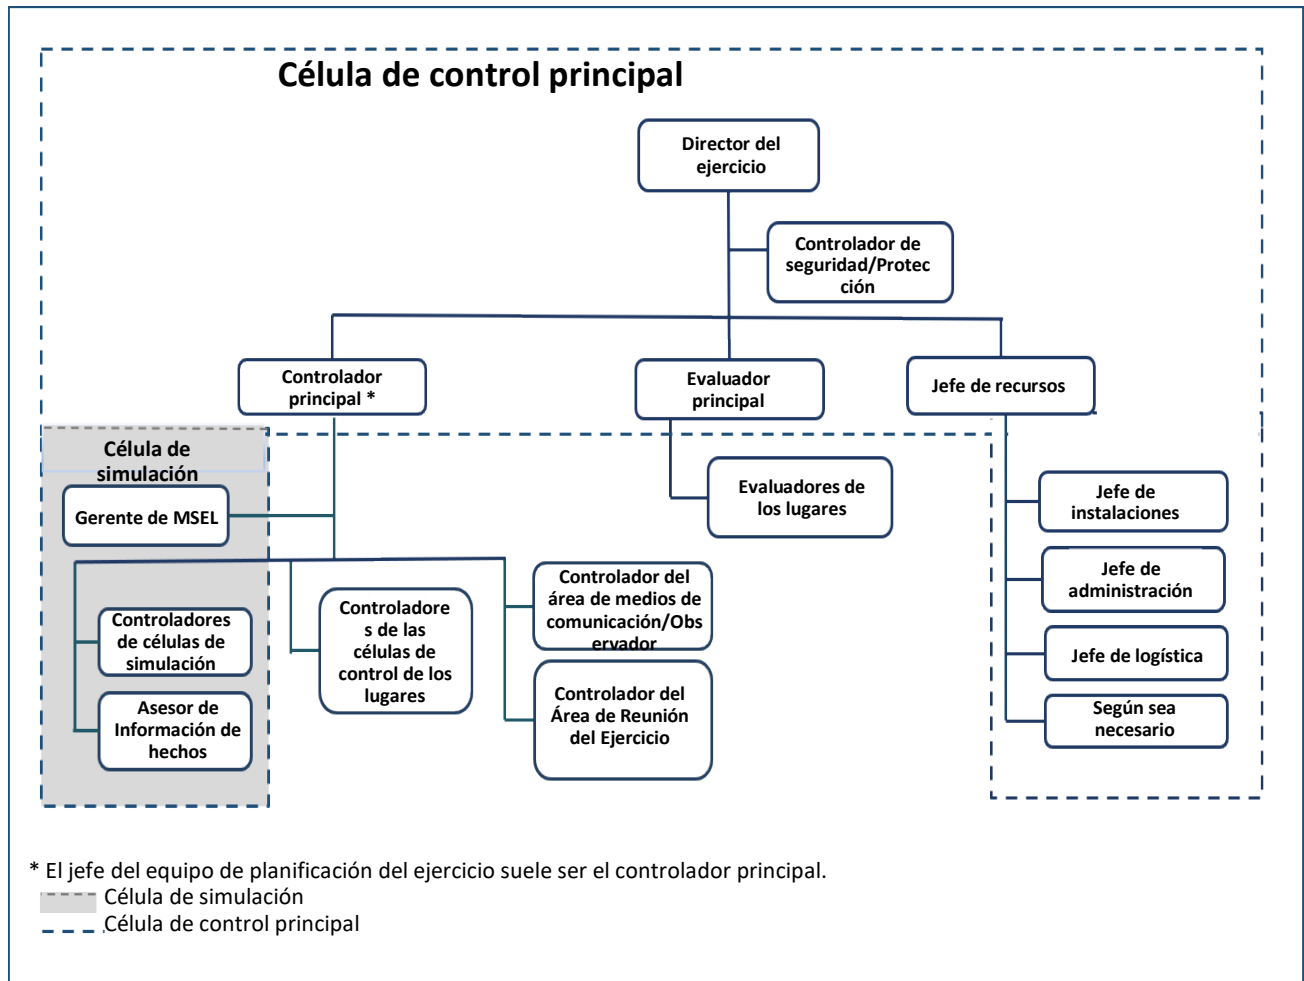 Célula de control principal
Director del
ejercicio
Controlador de
seguridad/Protec
ción
Controlador
principal *
Evaluador
principal
Jefe de recursos
Célula de
simulación
Gerente de MSEL
Evaluadores de
los lugares
Jefe de
instalaciones
Controladores
de células de
simulación
Controladore
s de las
células de
control de los
lugares
Controlador del
área de medios de
comunicación/Obs
ervador
Jefe de
administración
Asesor de
Información de
hechos
Controlador del
Área de Reunión
del Ejercicio
Jefe de logística
Según sea
necesario
* El jefe del equipo de planificación del ejercicio suele ser el controlador principal.
Célula de simulación
Célula de control principal